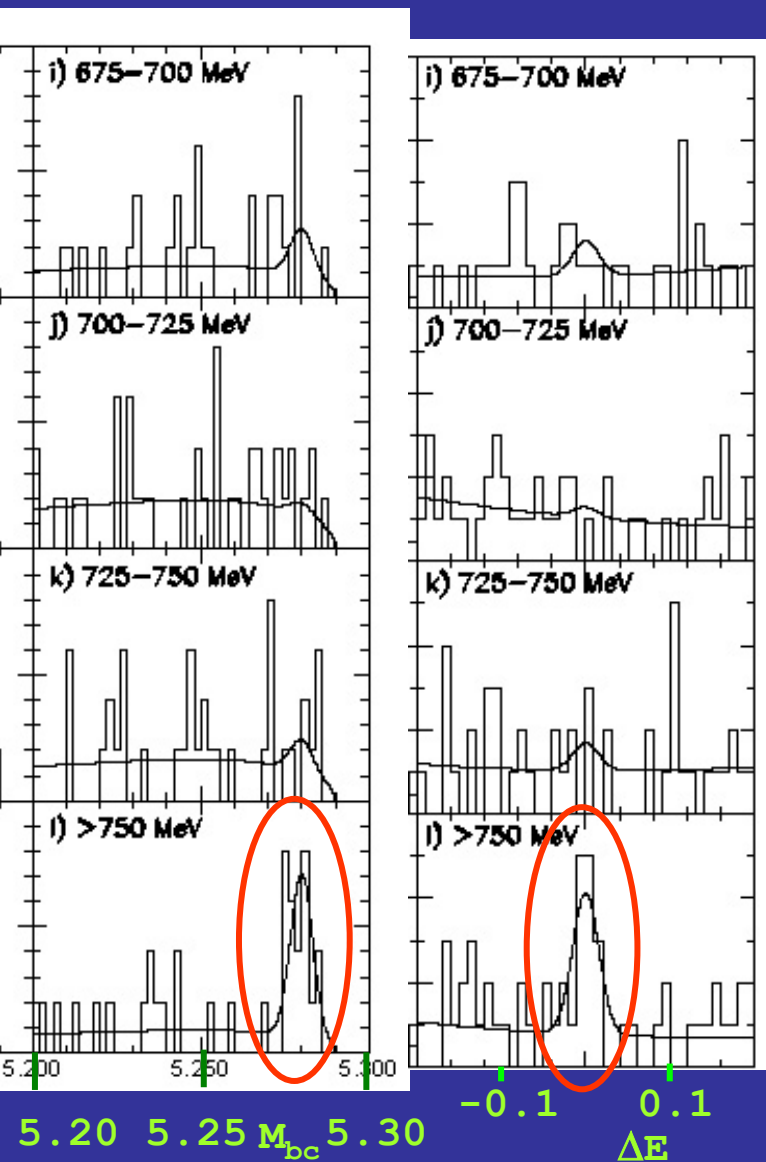 i) 675-700 MeV
i) 675-700 MeV
j) 700-725 MeV
j) 700-725 MeV
k) 725-750 MeV
k) 725-750 MeV
l) >750 MeV
l) >750 MeV
5.200 5.250 5.300
-0.1 0.1
5.20 5.25 Mbc 5.30
ΔE